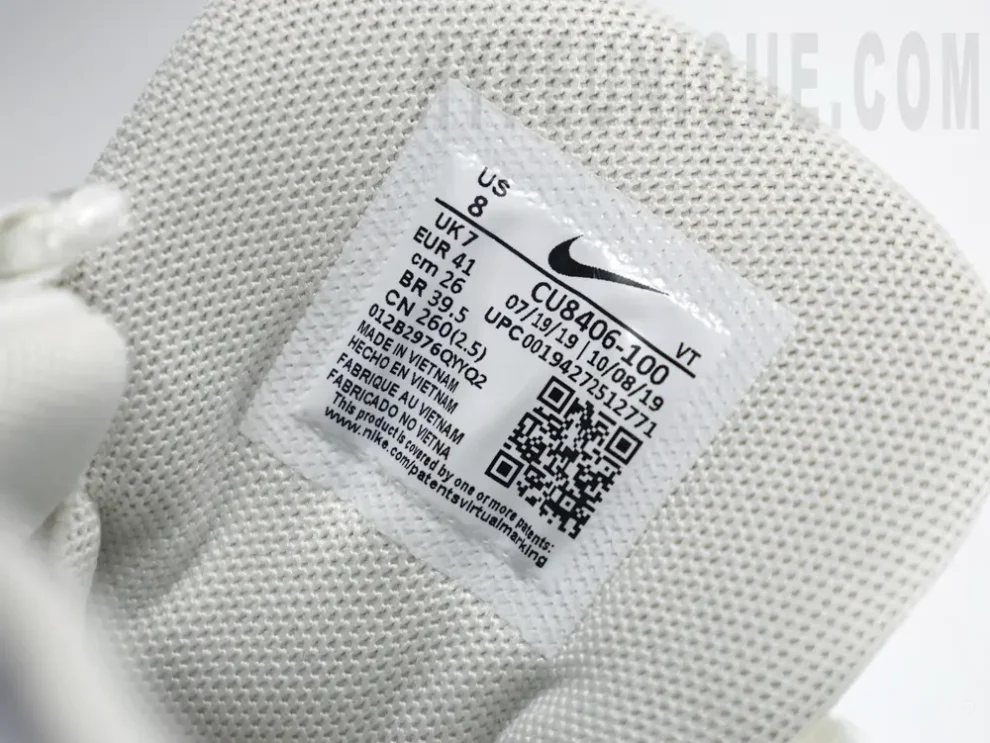 US
8
UK 7
EUR 41
cm 26
BR 39.5
CN 260(2.5)
012B2976QYYQ2
MADE IN VIETNAM
HECHO EN VIETNAM
FABRIQUE AU VIETNAM
FABRICADO NO VIETNA
This product is covered by one or more patents:
www.nike.com/patentsvirtualmarking
CU8406-100
VT
07/19/19 | 10/08/19
UPC00194272512771
.COM